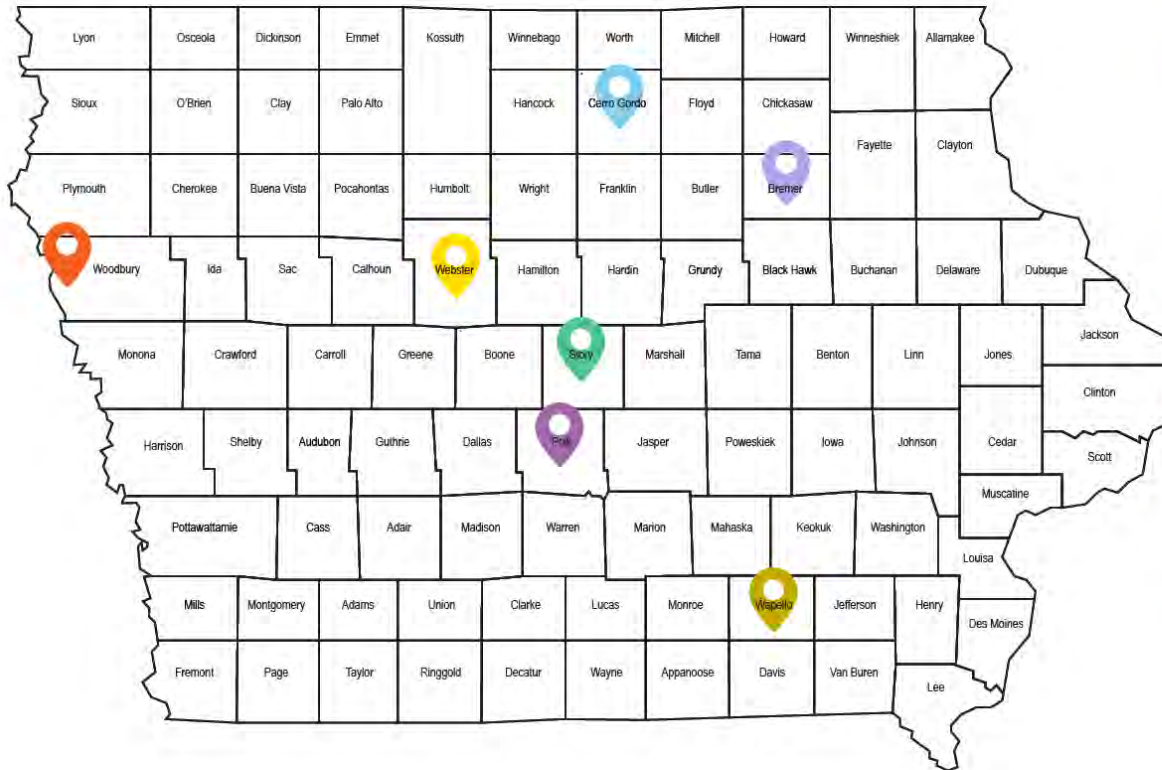 Lyon Osceola Dickinson Emmet Kossuth Winnebago Worth Mitchell Howard Winneshiek Allamakee
Sioux O'Brien Clay Palo Alto Hancock Cerro Gordo Floyd Chickasaw
Fayette Clayton
Plymouth Cherokee Buena Vista Pocahontas Humbolt Wright Franklin Butler Bremer
Woodbury Ida Sac Calhoun Webster Hamilton Hardin Grundy Black Hawk Buchanan Delaware Dubuque
Jackson
Monona Crawford Carroll Greene Boone Story Marshall Tama Benton Linn Jones
Clinton
Harrison Shelby Audubon Guthrie Dallas Polk Jasper Poweskiek Iowa Johnson Cedar
Scott
Muscatine
Pottawattamie Cass Adair Madison Warren Marion Mahaska Keokuk Washington
Louisa
Mills Montgomery Adams Union Clarke Lucas Monroe Wapello Jefferson Henry
Des Moines
Fremont Page Taylor Ringgold Decatur Wayne Appanoose Davis Van Buren
Lee